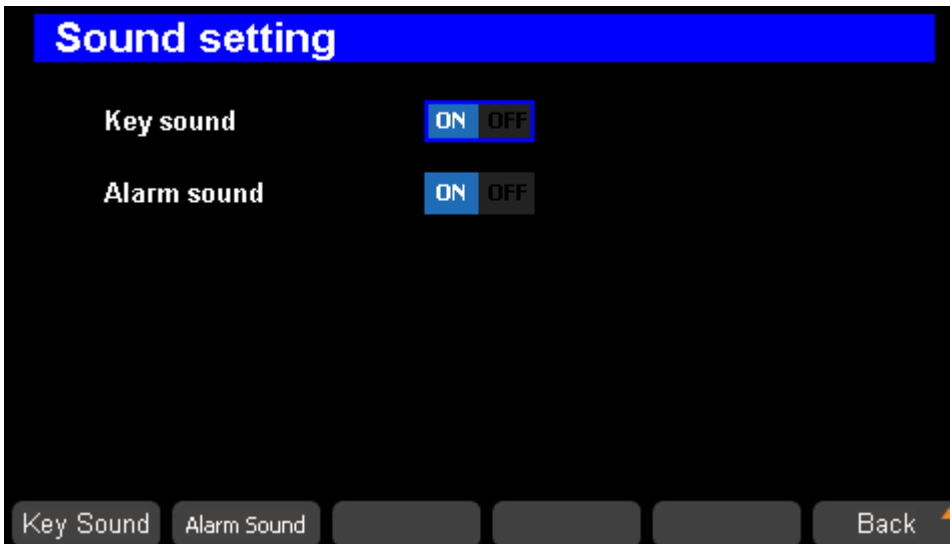 Sound setting
Key sound ON OFF
Alarm sound ON OFF
Key Sound Alarm Sound Back